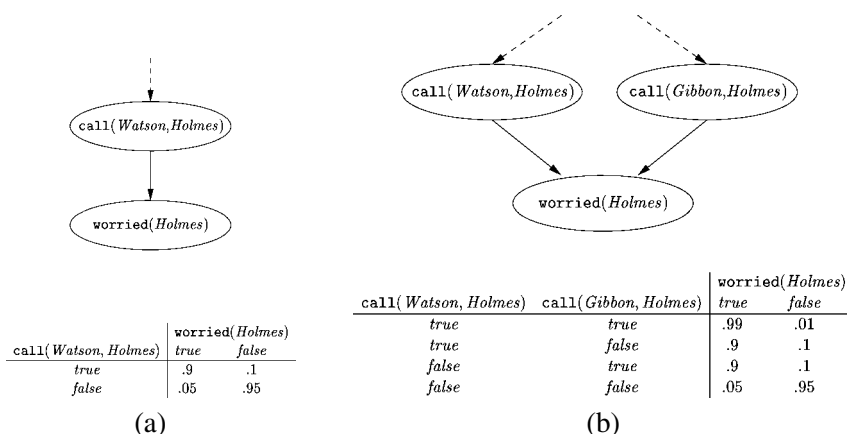 call(Watson,Holmes)
worried(Holmes)
worried(Holmes)
call(Watson, Holmes) true false
true .9 .1
false .05 .95
(a)
call(Watson,Holmes) call(Gibbon,Holmes)
worried(Holmes)
worried(Holmes)
call(Watson, Holmes) call(Gibbon, Holmes) true false
true true .99 .01
true false .9 .1
false true .9 .1
false false .05 .95
(b)